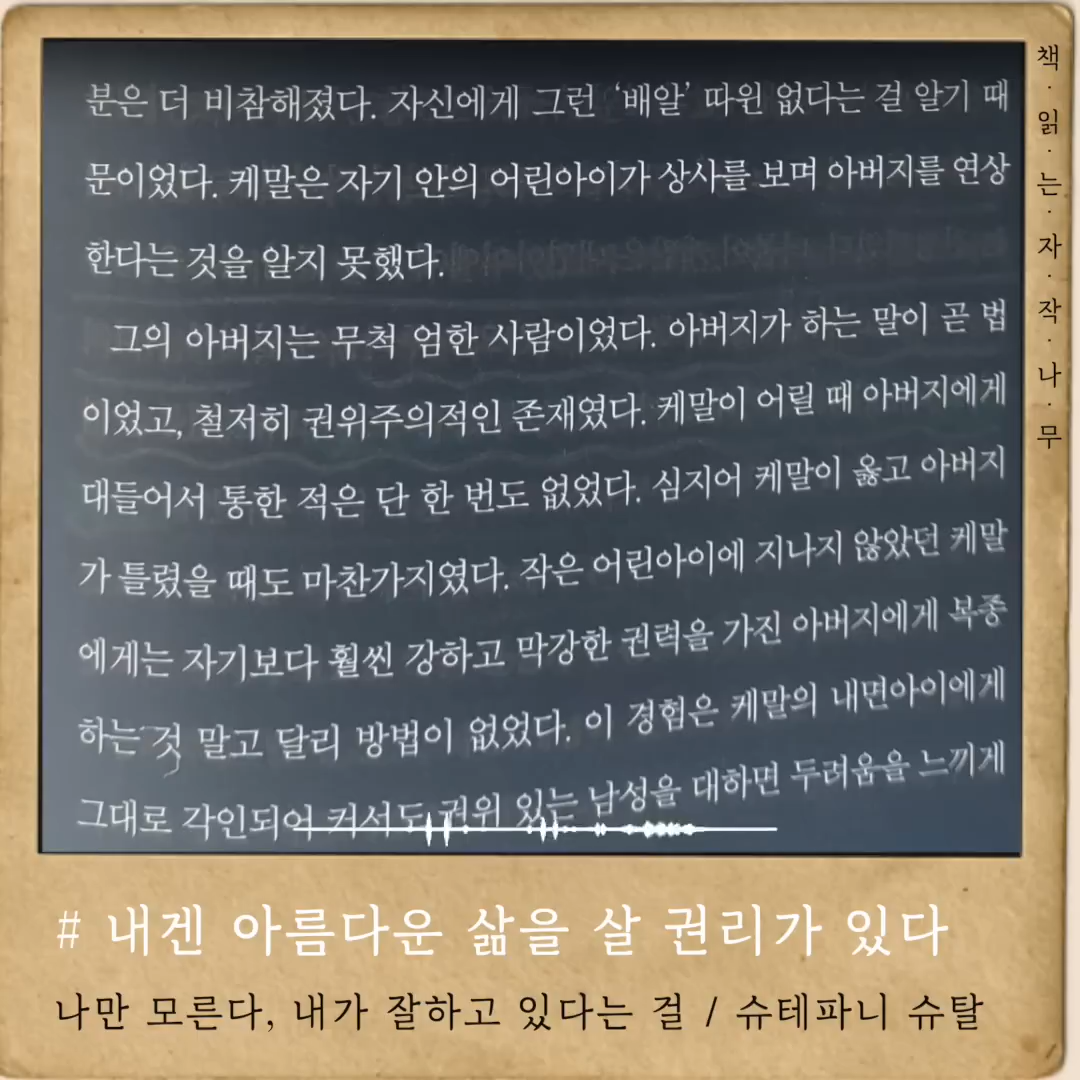 분은 더 비참해졌다. 자신에게 그런 ‘배알’ 따윈 없다는 걸 알기 때
문이었다. 케말은 자기 안의 어린아이가 상사를 보며 아버지를 연상
한다는 것을 알지 못했다.
그의 아버지는 무척 엄한 사람이었다. 아버지가 하는 말이 곧 법
이었고, 철저히 권위주의적인 존재였다. 케말이 어릴 때 아버지에게
대들어서 통한 적은 단 한 번도 없었다. 심지어 케말이 옳고 아버지
가 틀렸을 때도 마찬가지였다. 작은 어린아이에 지나지 않았던 케말
에게는 자기보다 훨씬 강하고 막강한 권력을 가진 아버지에게 복종
하는 것 말고 달리 방법이 없었다. 이 경험은 케말의 내면아이에게
그대로 각인되어 커서도 권위 있는 남성을 대하면 두려움을 느끼게
책·읽·는·자·작·나·무
# 내겐 아름다운 삶을 살 권리가 있다
나만 모른다, 내가 잘하고 있다는 걸 / 슈테파니 슈탈